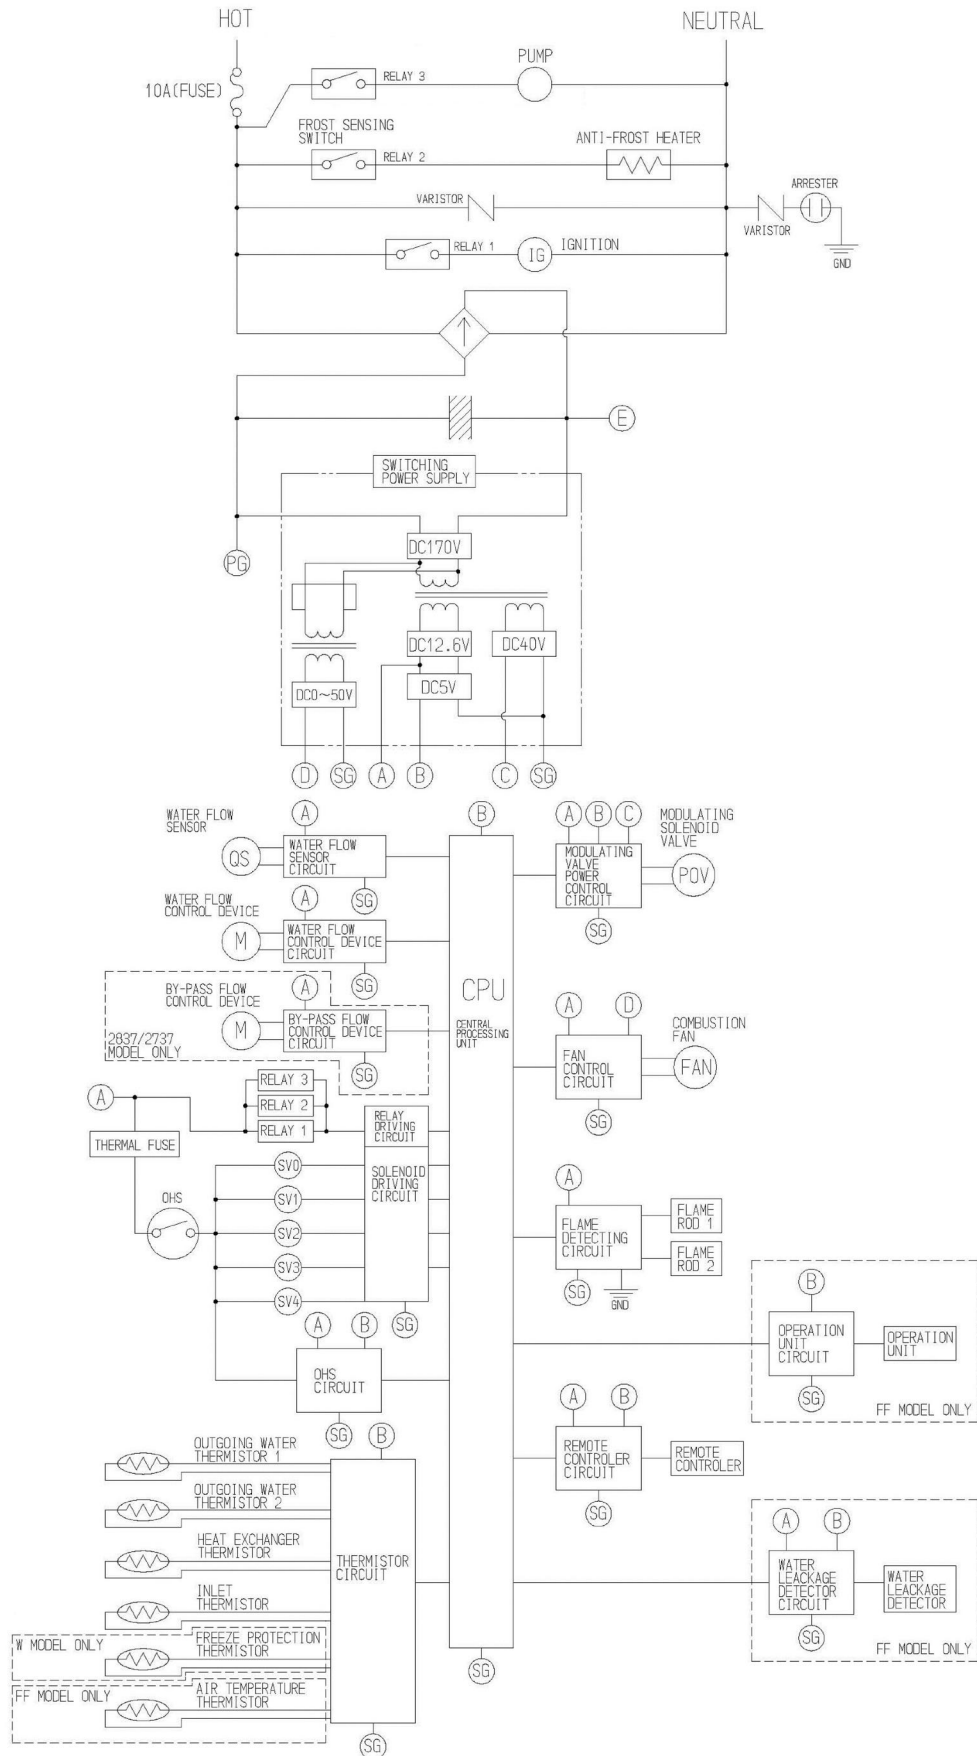 HOT
NEUTRAL
10A(FUSE)
RELAY 3
PUMP
FROST SENSING
SWITCH
RELAY 2
ANTI-FROST HEATER
VARISTOR
VARISTOR
ARRESTER
GND
RELAY 1
IG
IGNITION
E
SWITCHING
POWER SUPPLY
PG
DC170V
DC12.6V
DC40V
DC0~50V
DC5V
D
SG
A
B
C
SG
WATER FLOW
SENSOR
QS
A
WATER FLOW
SENSOR
CIRCUIT
SG
WATER FLOW
CONTROL DEVICE
M
A
WATER FLOW
CONTROL DEVICE
CIRCUIT
SG
BY-PASS FLOW
CONTROL DEVICE
M
A
BY-PASS FLOW
CONTROL DEVICE
CIRCUIT
SG
2837/2737
MODEL ONLY
A
THERMAL FUSE
OHS
RELAY 3
RELAY 2
RELAY 1
RELAY
DRIVING
CIRCUIT
SV0
SV1
SV2
SV3
SV4
SOLENOID
DRIVING
CIRCUIT
SG
A
B
OHS
CIRCUIT
SG
B
OUTGOING WATER
THERMISTOR 1
OUTGOING WATER
THERMISTOR 2
HEAT EXCHANGER
THERMISTOR
INLET
THERMISTOR
W MODEL ONLY
FREEZE PROTECTION
THERMISTOR
FF MODEL ONLY
AIR TEMPERATURE
THERMISTOR
THERMISTOR
CIRCUIT
SG
B
CPU
CENTRAL
PROCESSING
UNIT
SG
A
B
C
MODULATING
VALVE
POWER
CONTROL
CIRCUIT
SG
MODULATING
SOLENOID
VALVE
POV
A
D
FAN
CONTROL
CIRCUIT
SG
COMBUSTION
FAN
FAN
A
FLAME
DETECTING
CIRCUIT
SG
GND
FLAME
ROD 1
FLAME
ROD 2
B
OPERATION
UNIT
CIRCUIT
SG
OPERATION
UNIT
FF MODEL ONLY
A
B
REMOTE
CONTROLER
CIRCUIT
SG
REMOTE
CONTROLER
A
B
WATER
LEACKAGE
DETECTOR
CIRCUIT
SG
WATER
LEACKAGE
DETECTOR
FF MODEL ONLY